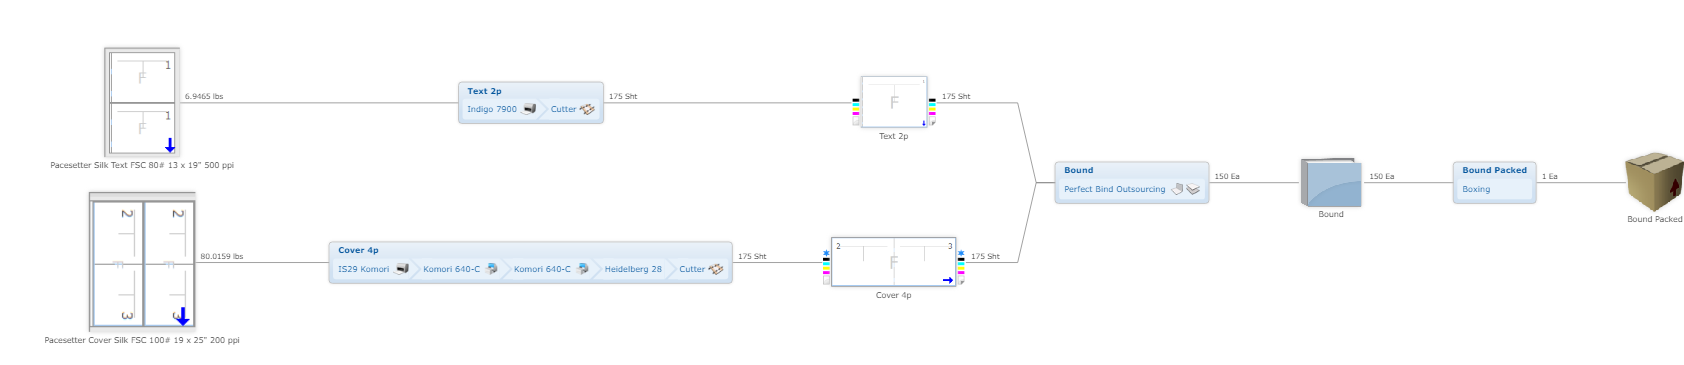 1
F
1
F
6.9465 lbs
Pacesetter Silk Text FSC 80# 13 x 19" 500 ppi
Text 2p
Indigo 7900 Cutter
175 Sht
F
Text 2p
175 Sht
2 2
F
3 3
80.0159 lbs
Pacesetter Cover Silk FSC 100# 19 x 25" 200 ppi
Cover 4p
IS29 Komori Komori 640-C Komori 640-C Heidelberg 28 Cutter
175 Sht
2 3
F
Cover 4p
175 Sht
Bound
Perfect Bind Outsourcing
150 Ea
Bound
150 Ea
Bound Packed
Boxing
1 Ea
Bound Packed